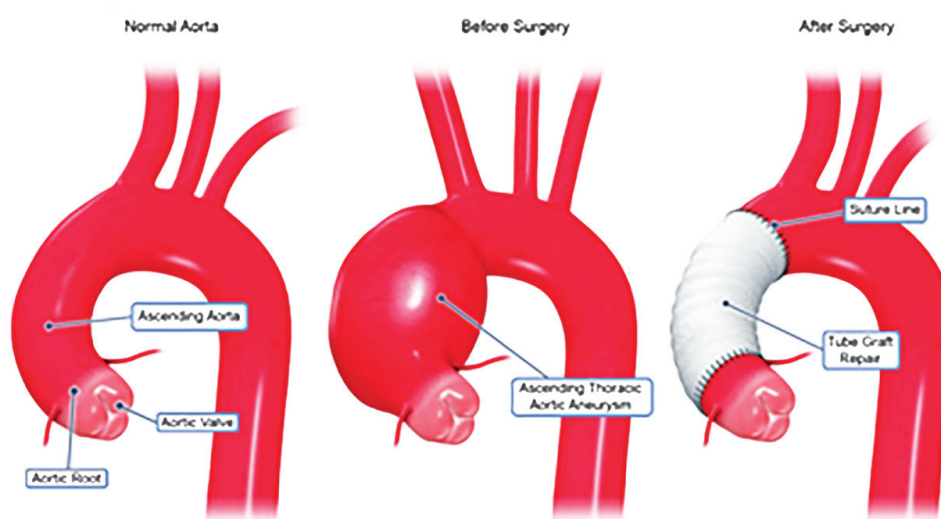 Normal Aorta
Before Surgery
After Surgery
Suture Line
Ascending Aorta
Tube Graft
Repair
Ascending Thoracic
Aortic Aneurysm
Aortic Valve
Aortic Root